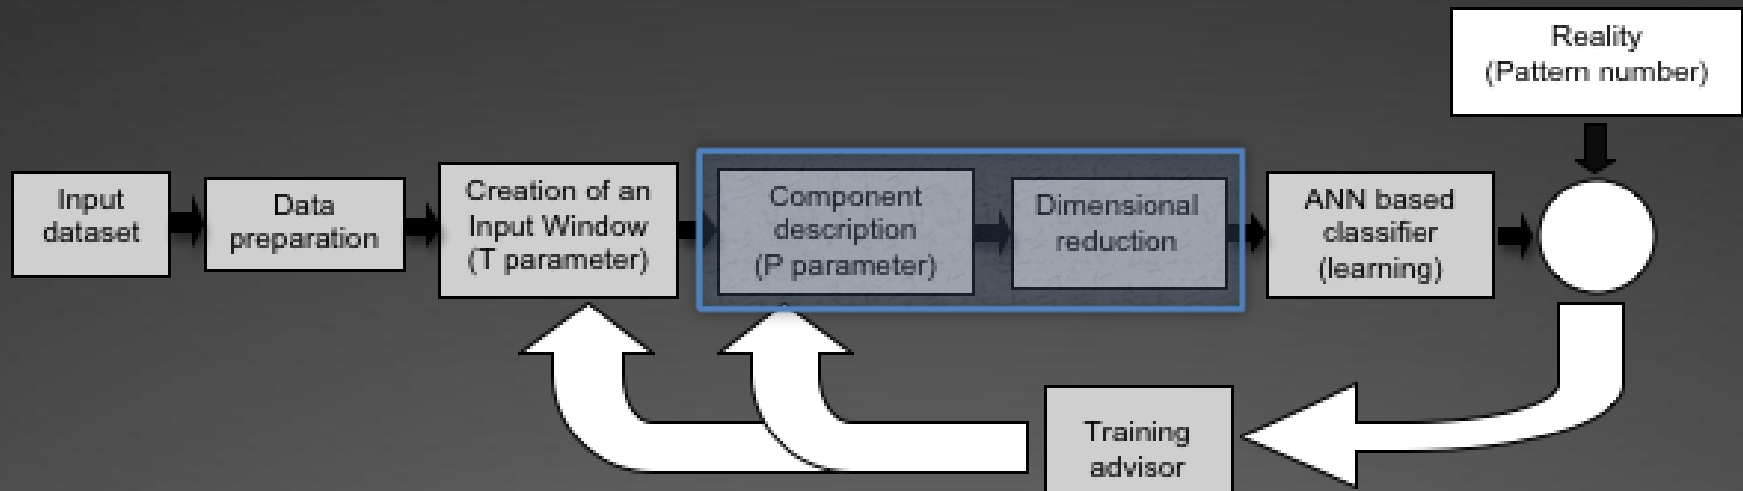 Reality
(Pattern number)
Input
dataset
Data
preparation
Creation of an
Input Window
(T parameter)
Component
description
(P parameter)
Dimensional
reduction
ANN based
classifier
(learning)
Training
advisor